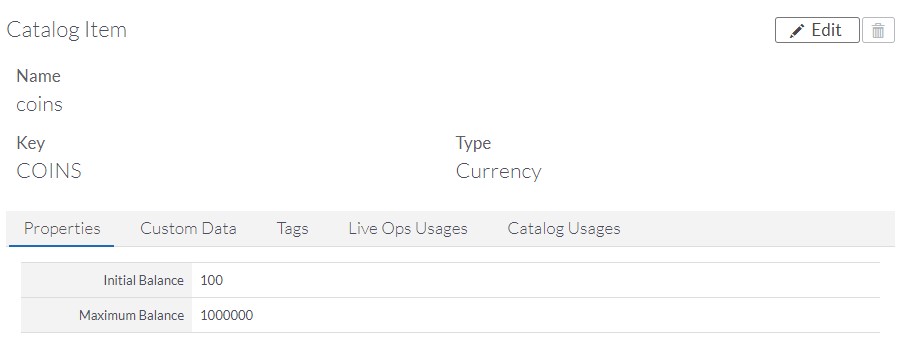 Catalog Item
Edit
Name
coins
Key
Type
COINS
Currency
Properties Custom Data Tags Live Ops Usages Catalog Usages
Initial Balance 100
Maximum Balance 1000000